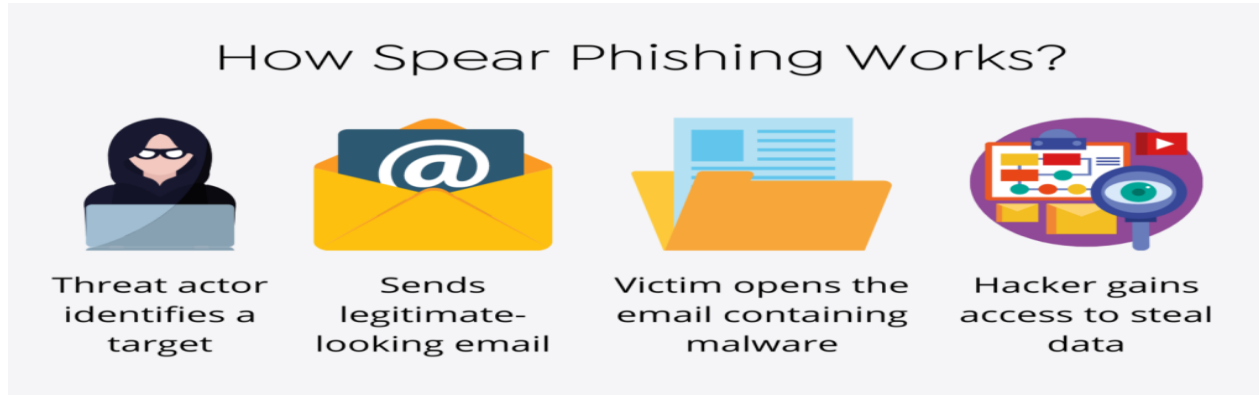 How Spear Phishing Works?
@
Threat actor
identifies a
target
Sends
legitimate-
looking email
Victim opens the
email containing
malware
Hacker gains
access to steal
data